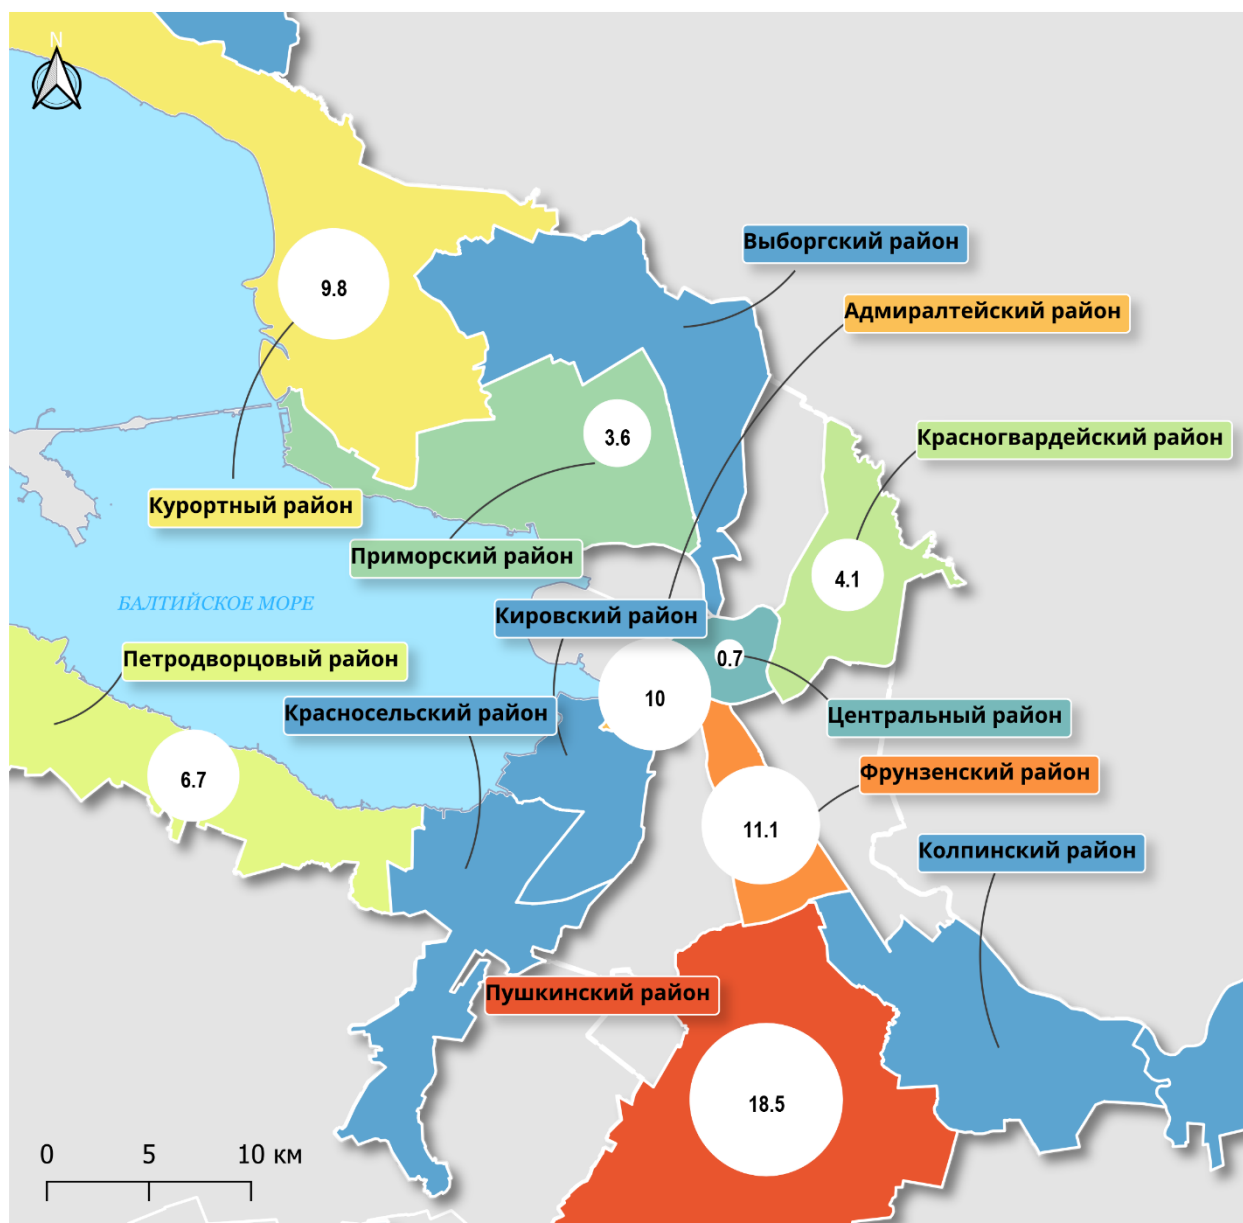 N
Выборгский район
9.8
Адмиралтейский район
3.6
Красногвардейский район
Курортный район
Приморский район
4.1
БАЛТИЙСКОЕ МОРЕ
Кировский район
Петродворцовый район
0.7
10
Красносельский район
Центральный район
6.7
Фрунзенский район
11.1
Колпинский район
Пушкинский район
18.5
0 5 10 км